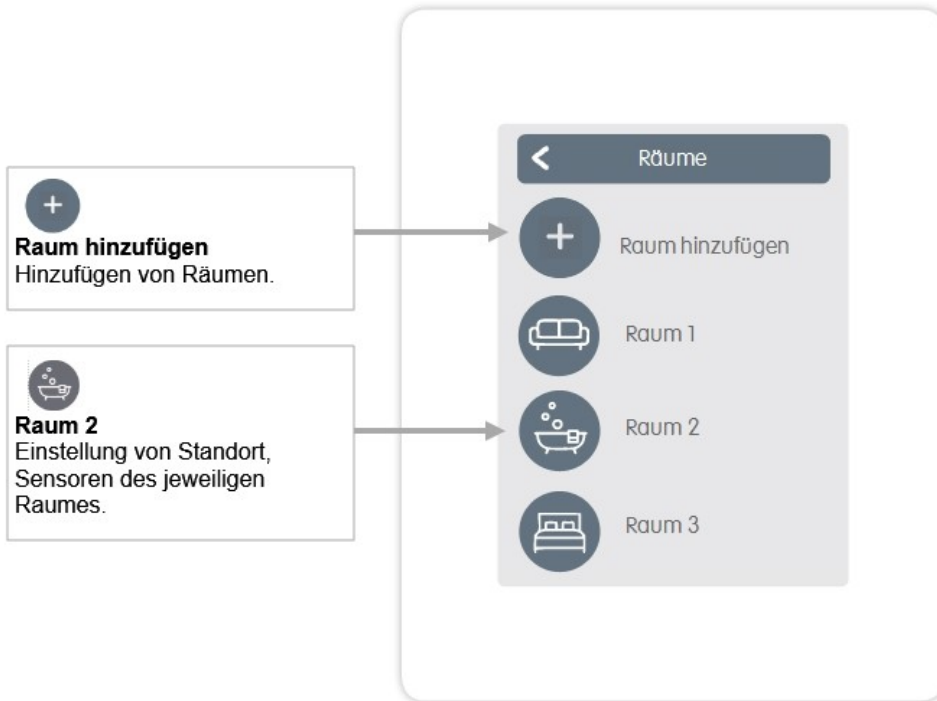 Raum hinzufügen
Hinzufügen von Räumen.
Raum 2
Einstellung von Standort,
Sensoren des jeweiligen
Raumes.
Räume
Raum hinzufügen
Raum 1
Raum 2
Raum 3